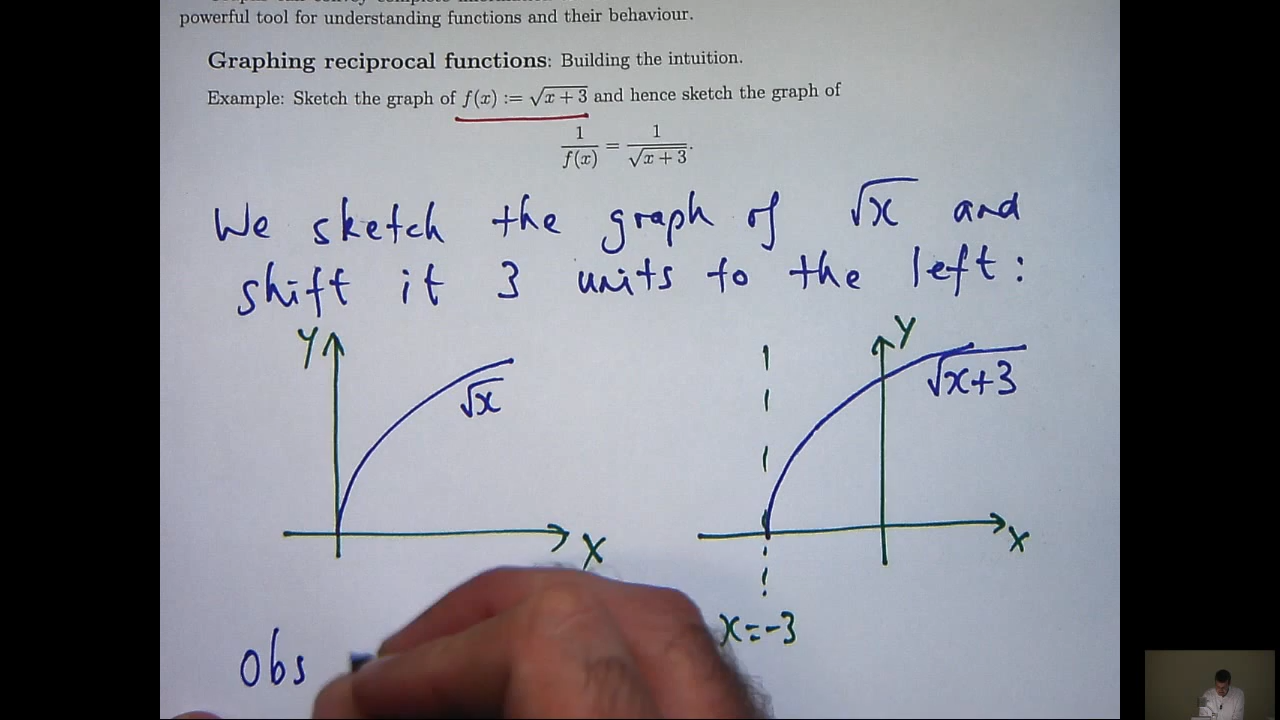 powerful tool for understanding functions and their behaviour.
Graphing reciprocal functions: Building the intuition.
Example: Sketch the graph of f(x) := √(x + 3) and hence sketch the graph of
1/f(x) = 1/√(x + 3).
We sketch the graph of √x and
shift it 3 units to the left:
Y
√x
X
Y
√x+3
X
x=-3
Obs